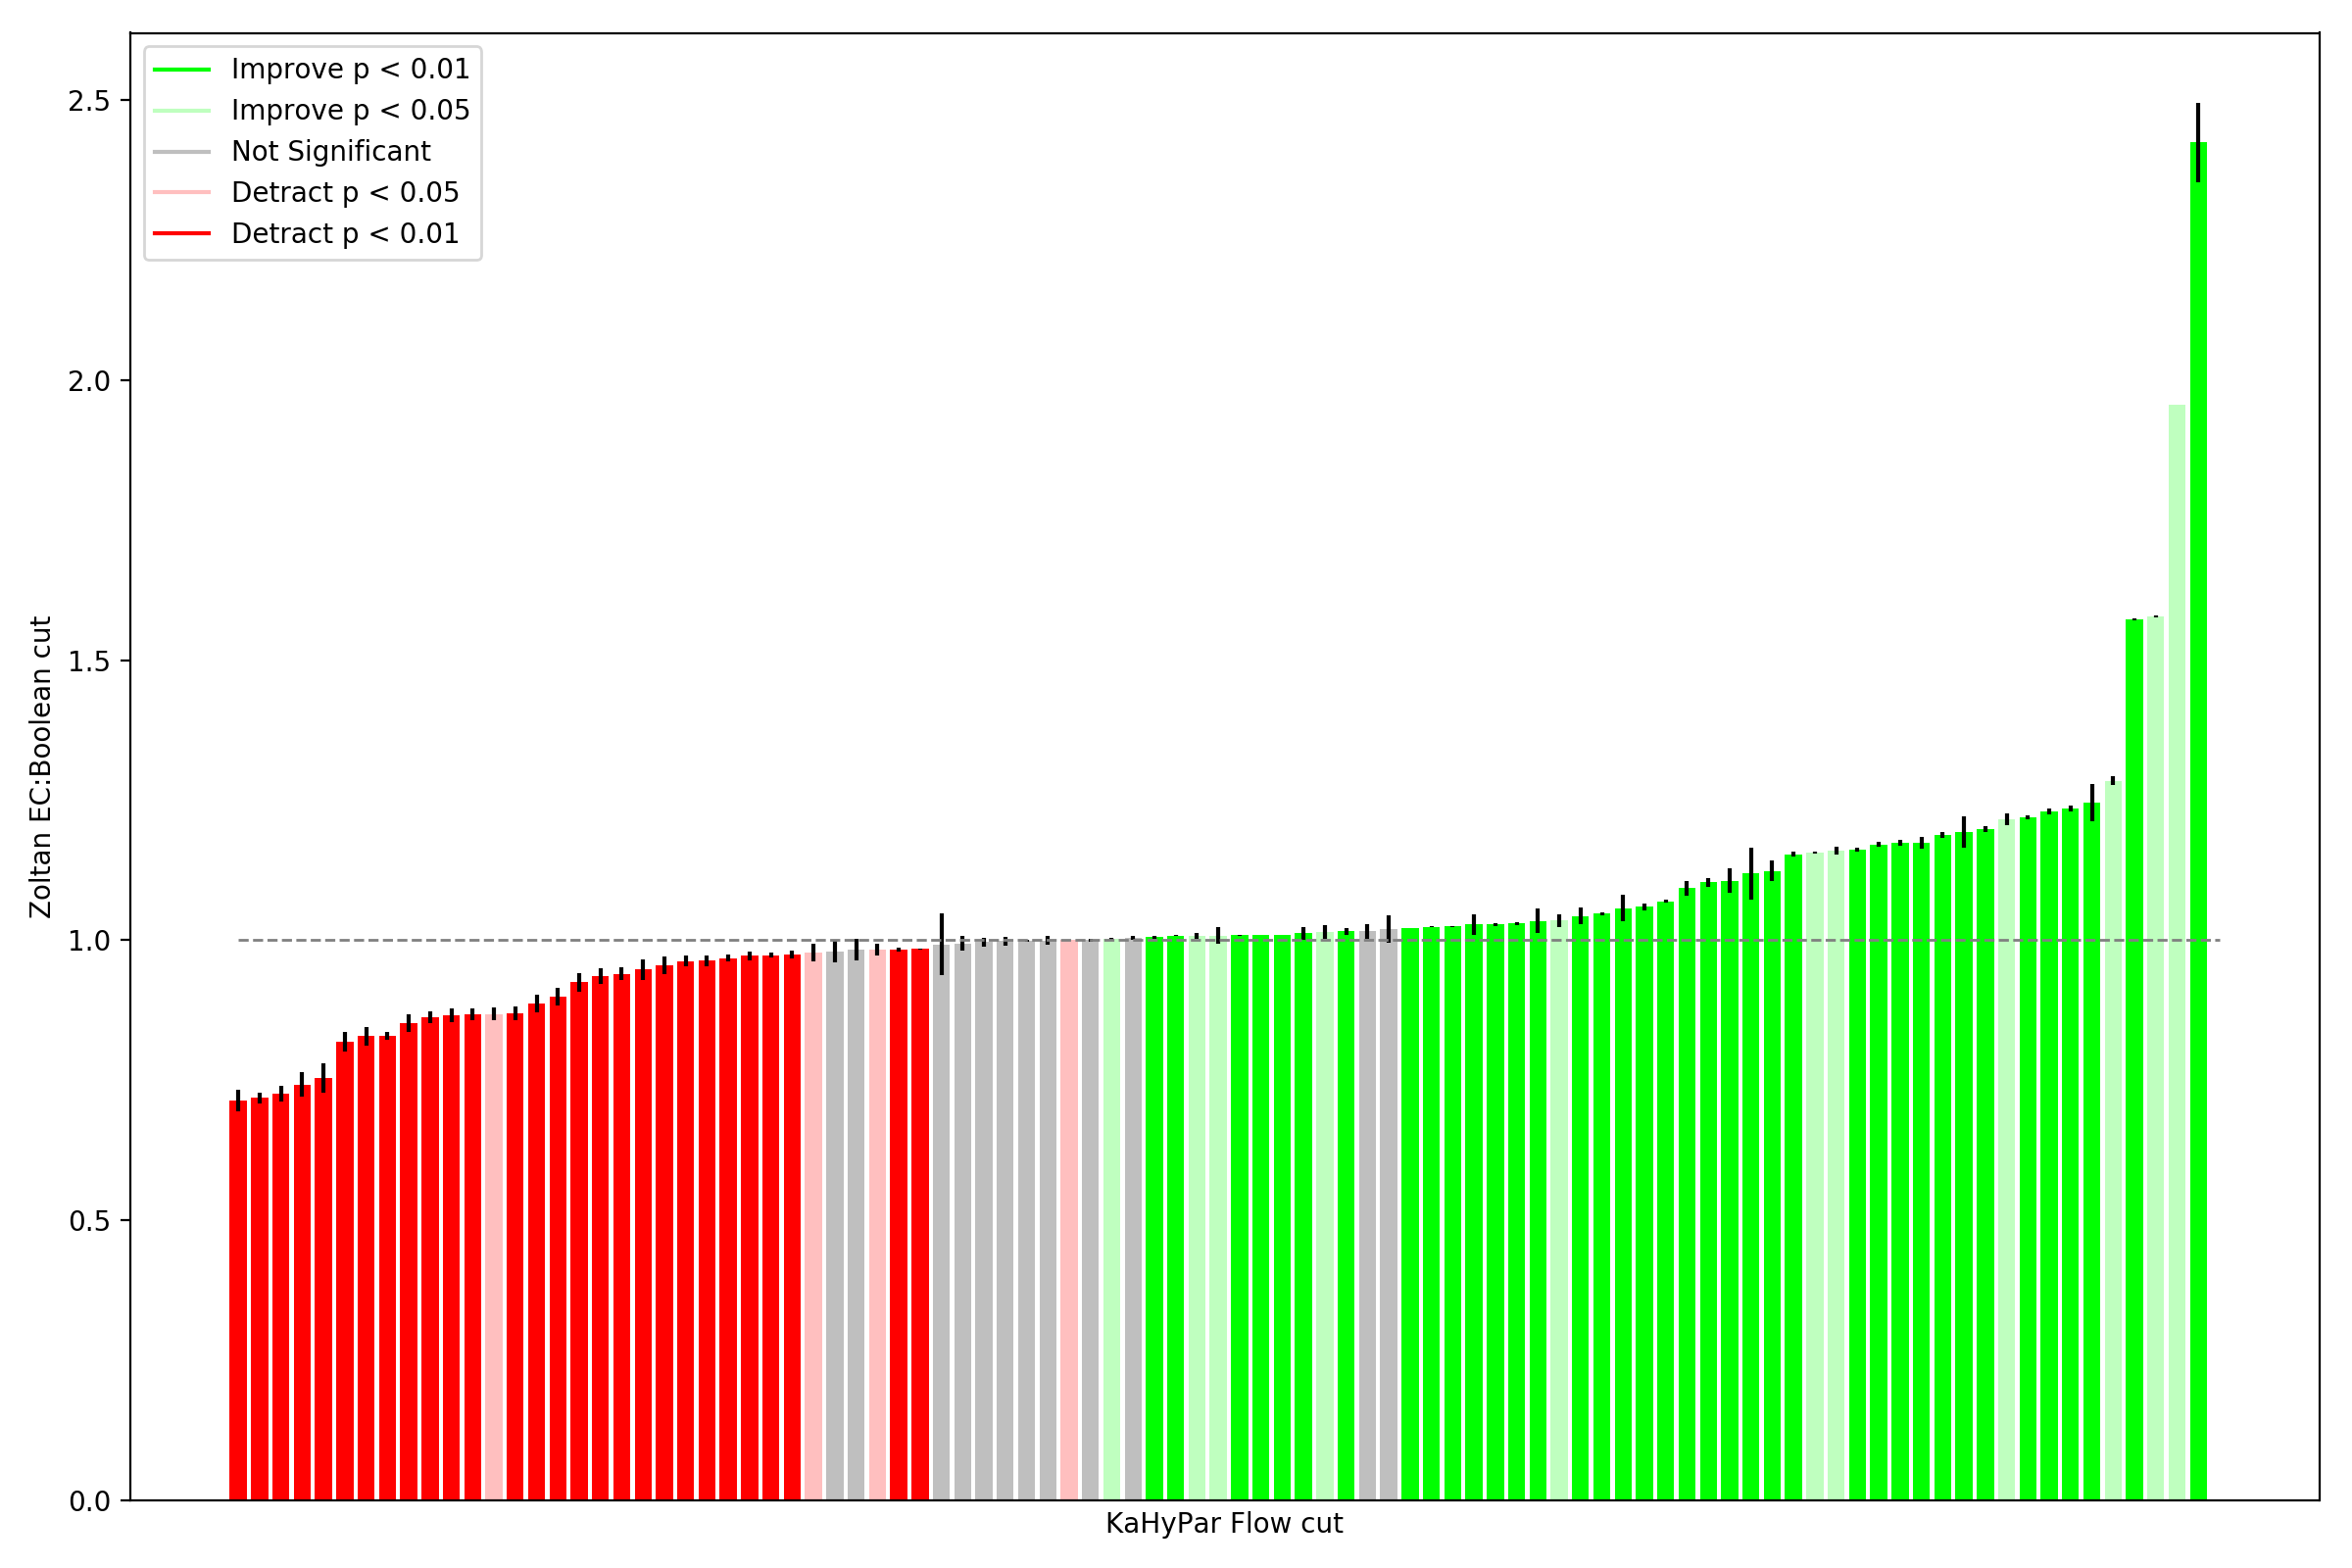 Improve p < 0.01
Improve p < 0.05
Not Significant
Detract p < 0.05
Detract p < 0.01
2.5
2.0
1.5
1.0
0.5
0.0
Zoltan EC:Boolean cut
KaHyPar Flow cut